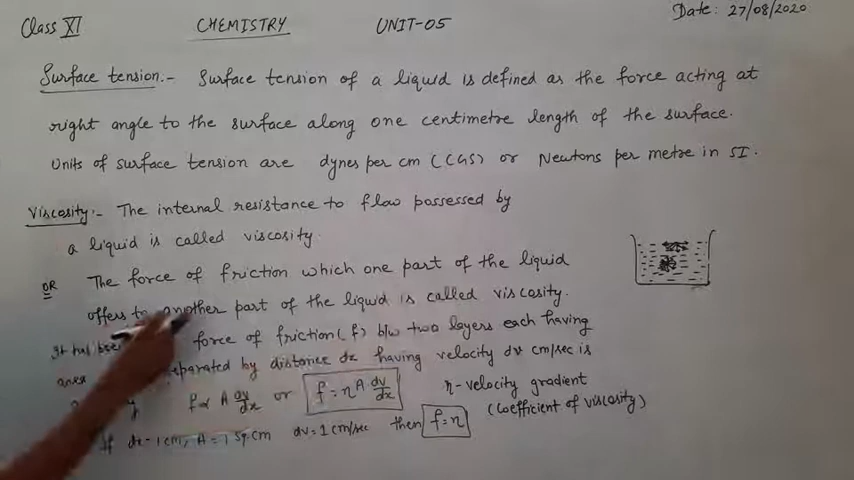 Class XI CHEMISTRY UNIT-05 Date: 27/08/2020
Surface tension.- Surface tension of a liquid is defined as the force acting at
right angle to the surface along one centimetre length of the surface.
Units of surface tension are dynes per cm (CGS) or Newtons per metre in SI.
Viscosity:- The internal resistance to flow possessed by
a liquid is called viscosity.
OR The force of friction which one part of the liquid
offers to another part of the liquid is called viscosity.
It has been force of friction (f) b/w two layers each having
area separated by distance dx having velocity dv cm/sec is
f ∝ A dv/dx or f = η A·dv/dx η-velocity gradient
(Coefficient of viscosity)
If dx = 1 cm, A = 1 sq. cm dv = 1 cm/sec then f = η